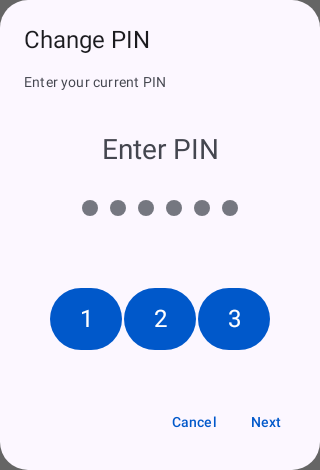 Change PIN
Enter your current PIN
Enter PIN
1 2 3
Cancel Next